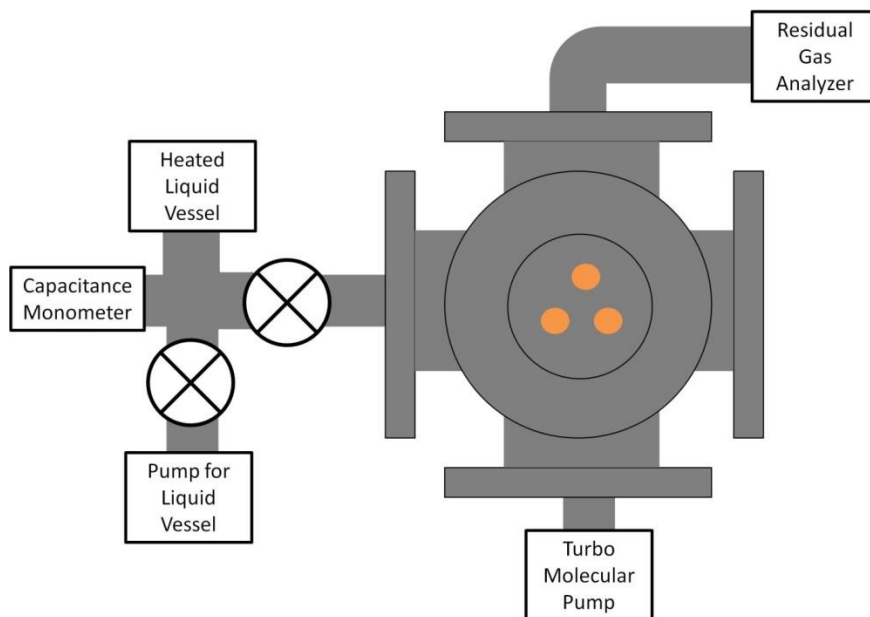 Residual
Gas
Analyzer
Heated
Liquid
Vessel
Capacitance
Monometer
Pump for
Liquid
Vessel
Turbo
Molecular
Pump